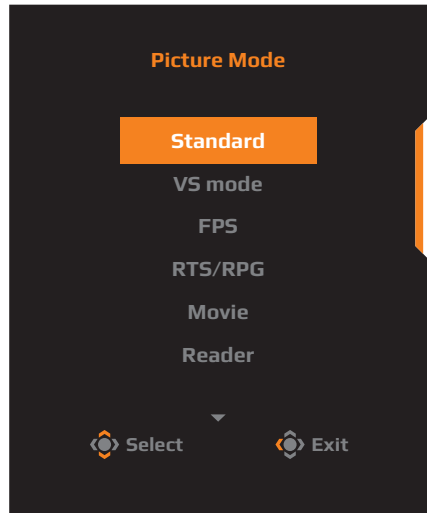 Picture Mode
Standard
VS mode
FPS
RTS/RPG
Movie
Reader
Select Exit